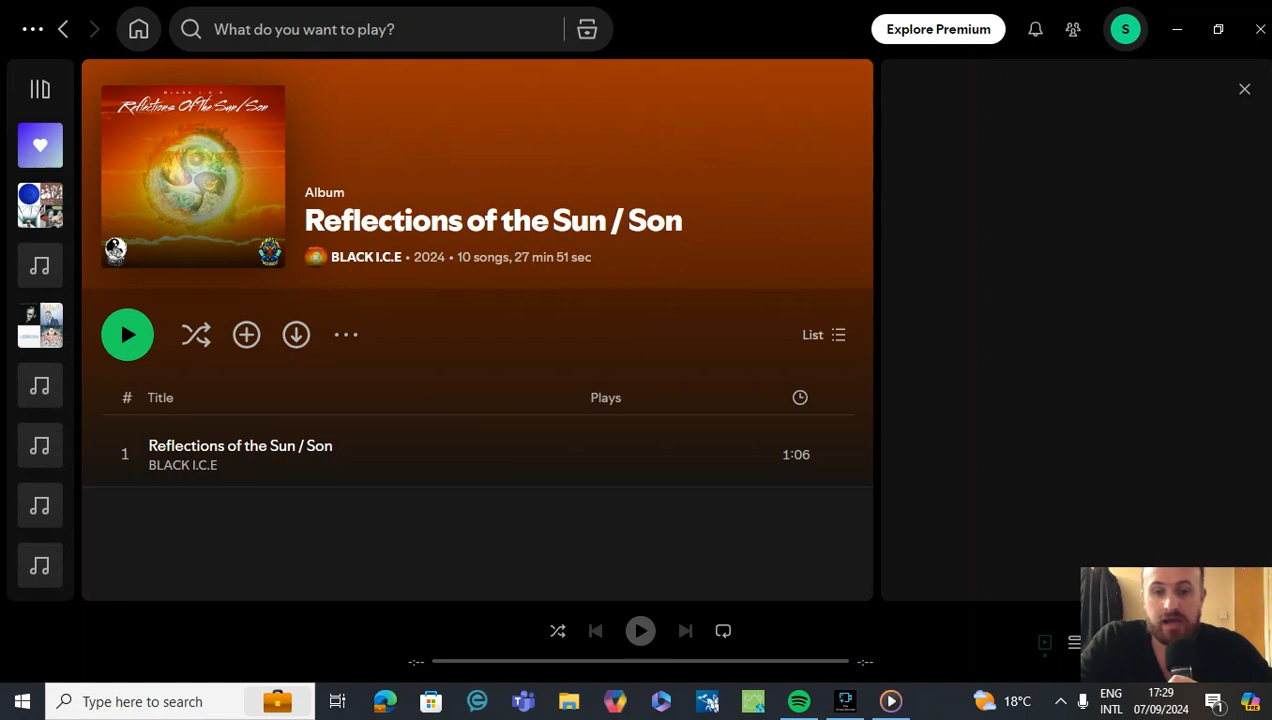 What do you want to play?
Explore Premium
S
BLACK I.C.E
Reflections Of The Sun/Son
Album
Reflections of the Sun / Son
BLACK I.C.E • 2024 • 10 songs, 27 min 51 sec
List
# Title Plays
1 Reflections of the Sun / Son 1:06
BLACK I.C.E
-:-- -:--
Type here to search
18°C
ENG 17:29
INTL 07/09/2024
1